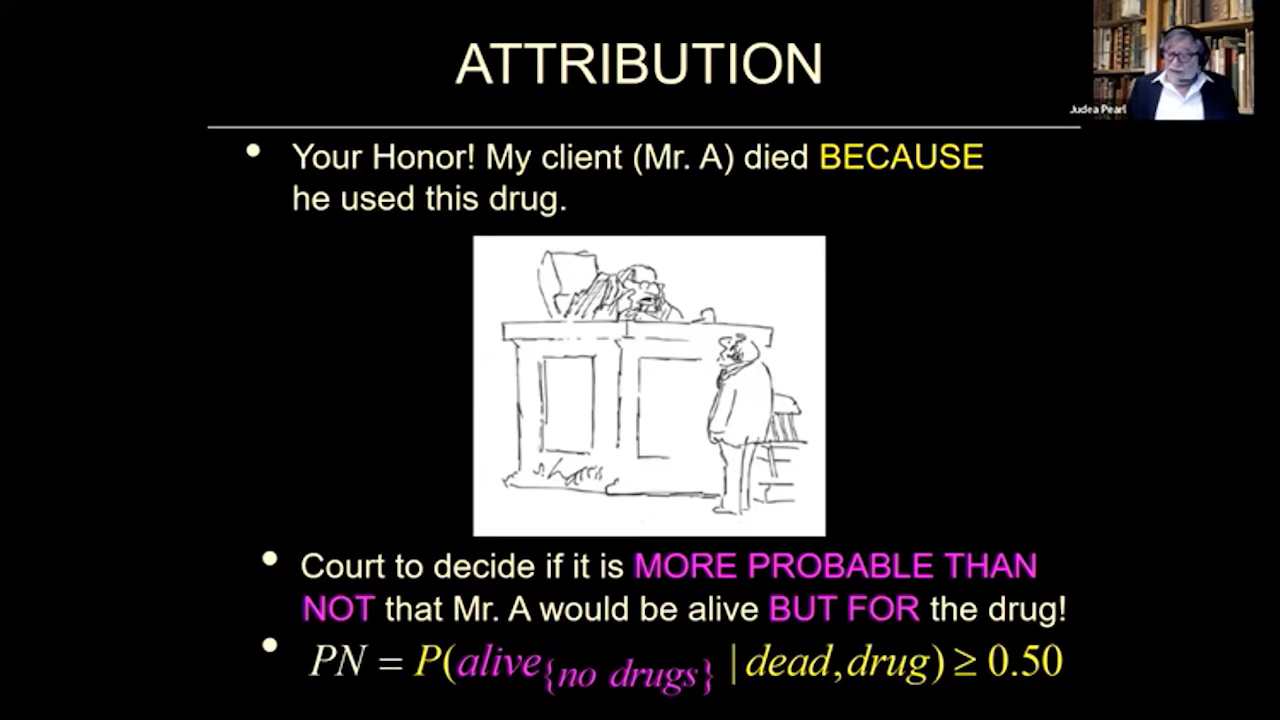 ATTRIBUTION
Judea Pearl
• Your Honor! My client (Mr. A) died BECAUSE
he used this drug.
• Court to decide if it is MORE PROBABLE THAN
NOT that Mr. A would be alive BUT FOR the drug!
• PN = P(alive{no drugs} | dead, drug) ≥ 0.50